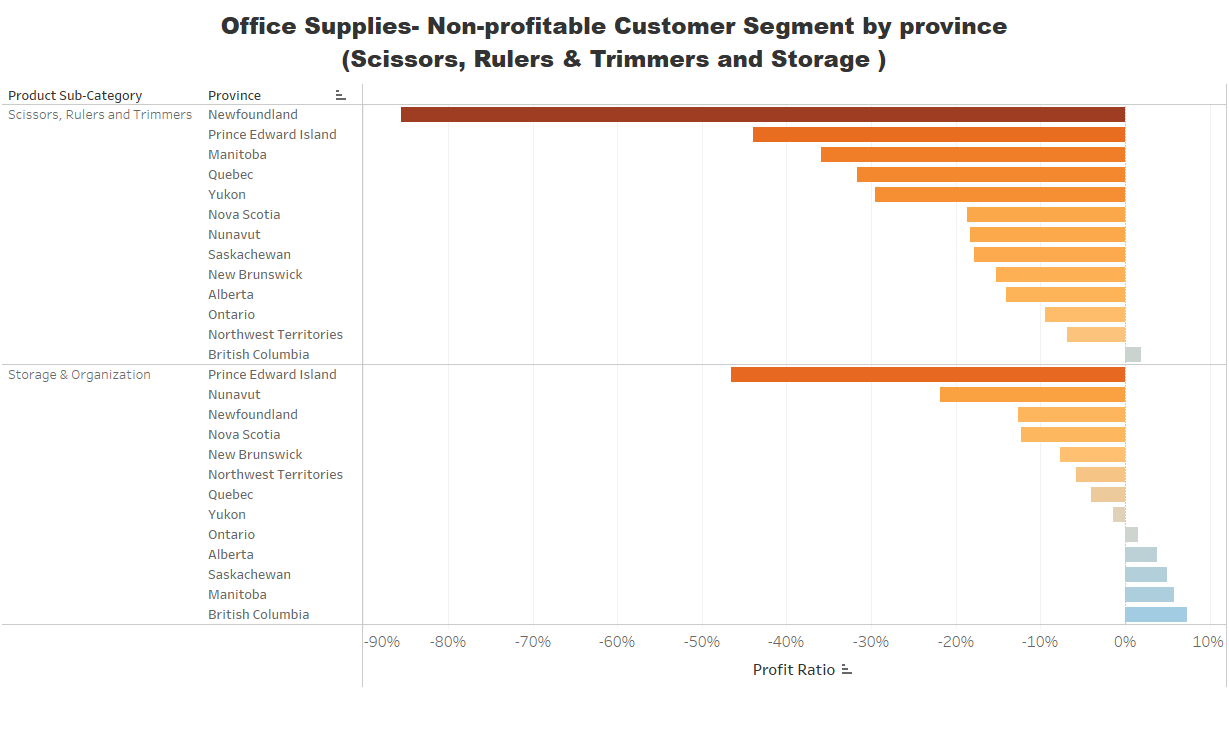 Office Supplies- Non-profitable Customer Segment by province
(Scissors, Rulers & Trimmers and Storage )
Product Sub-Category Province
Scissors, Rulers and Trimmers Newfoundland
Prince Edward Island
Manitoba
Quebec
Yukon
Nova Scotia
Nunavut
Saskachewan
New Brunswick
Alberta
Ontario
Northwest Territories
British Columbia
Storage & Organization Prince Edward Island
Nunavut
Newfoundland
Nova Scotia
New Brunswick
Northwest Territories
Quebec
Yukon
Ontario
Alberta
Saskachewan
Manitoba
British Columbia
-90% -80% -70% -60% -50% -40% -30% -20% -10% 0% 10%
Profit Ratio